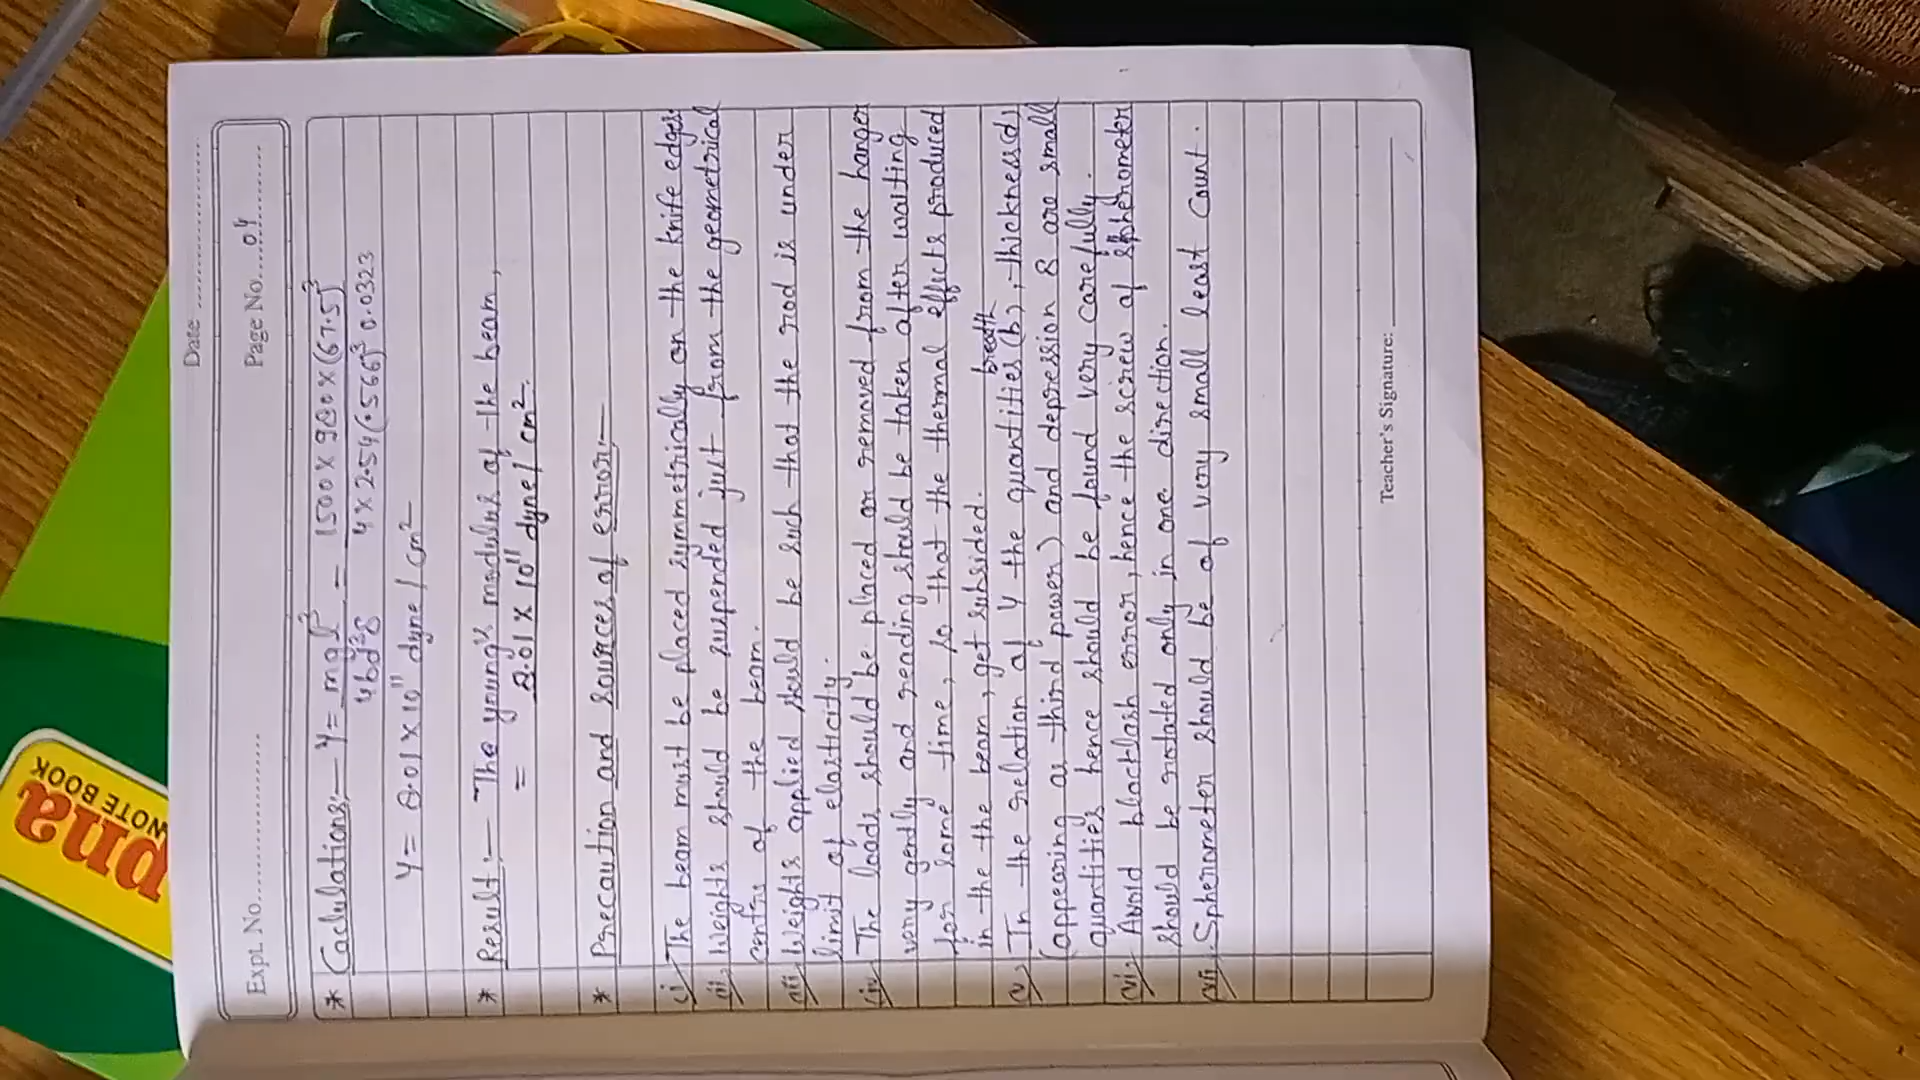 Date
Expt. No.
Page No. 04
* Caculations:- Y = mgl³ / 4bd³δ = 1500 x 980 x (67.5)³ / 4 x 2.54 (.566)³ 0.0323
Y = 8.01 x 10¹¹ dyne / cm²
* Result :- The young's modulus of the beam,
= 8.01 x 10¹¹ dyne / cm².
* Precaution and sources of error:-
(i) The beam must be placed symmetrically on the knife edges
(ii) Weights should be suspended just from the geometrical
centre of the beam.
(iii) Weights applied should be such that the rod is under
limit of elasticity.
(iv) The loads should be placed or removed from the hanger
very gently and reading should be taken after waiting
for some time, so that the thermal effects produced
in the the beam, get subsided.
breath
(v) In the relation of Y the quantities (b), thickness(d)
(appearing as third power) and depression δ are small
quantities hence should be found very carefully.
(vi) Avoid blacklash error, hence the screw of spherometer
should be rotated only in one direction.
(vii) Spherometer should be of very small least count.
Teacher's Signature:
pna
NOTE BOOK